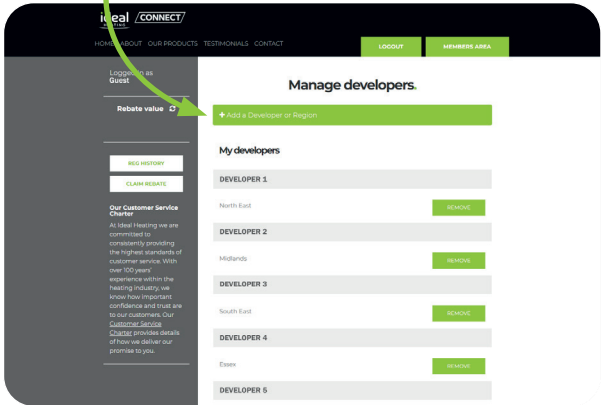 ideal /CONNECT/
HEATING
HOME ABOUT OUR PRODUCTS TESTIMONIALS CONTACT
LOGOUT
MEMBERS AREA
Logged in as
Guest
Rebate value
REG HISTORY
CLAIM REBATE
Our Customer Service
Charter
At Ideal Heating we are
committed to
consistently providing
the highest standards of
customer service. With
over 100 years'
experience within the
heating industry, we
know how important
confidence and trust are
to our customers. Our
Customer Service
Charter provides details
of how we deliver our
promise to you.
Manage developers.
+ Add a Developer or Region
My developers
DEVELOPER 1
North East
REMOVE
DEVELOPER 2
Midlands
REMOVE
DEVELOPER 3
South East
REMOVE
DEVELOPER 4
Essex
REMOVE
DEVELOPER 5